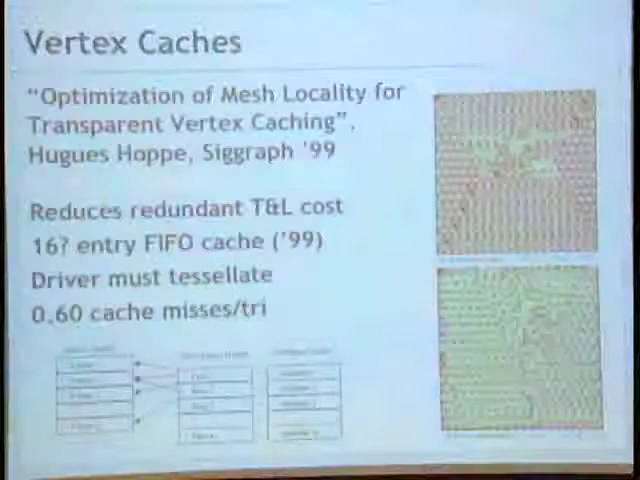 Vertex Caches
“Optimization of Mesh Locality for
Transparent Vertex Caching”,
Hugues Hoppe, Siggraph ’99
Reduces redundant T&L cost
16? entry FIFO cache (’99)
Driver must tessellate
0.60 cache misses/tri